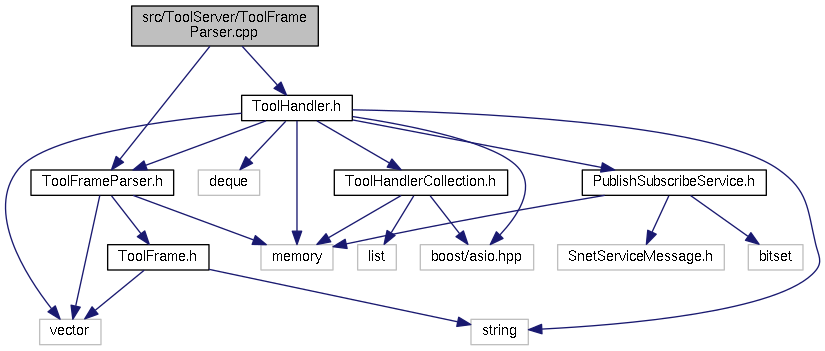 src/ToolServer/ToolFrame
Parser.cpp
ToolHandler.h
ToolFrameParser.h
deque
ToolHandlerCollection.h
PublishSubscribeService.h
ToolFrame.h
memory
list
boost/asio.hpp
SnetServiceMessage.h
bitset
vector
string